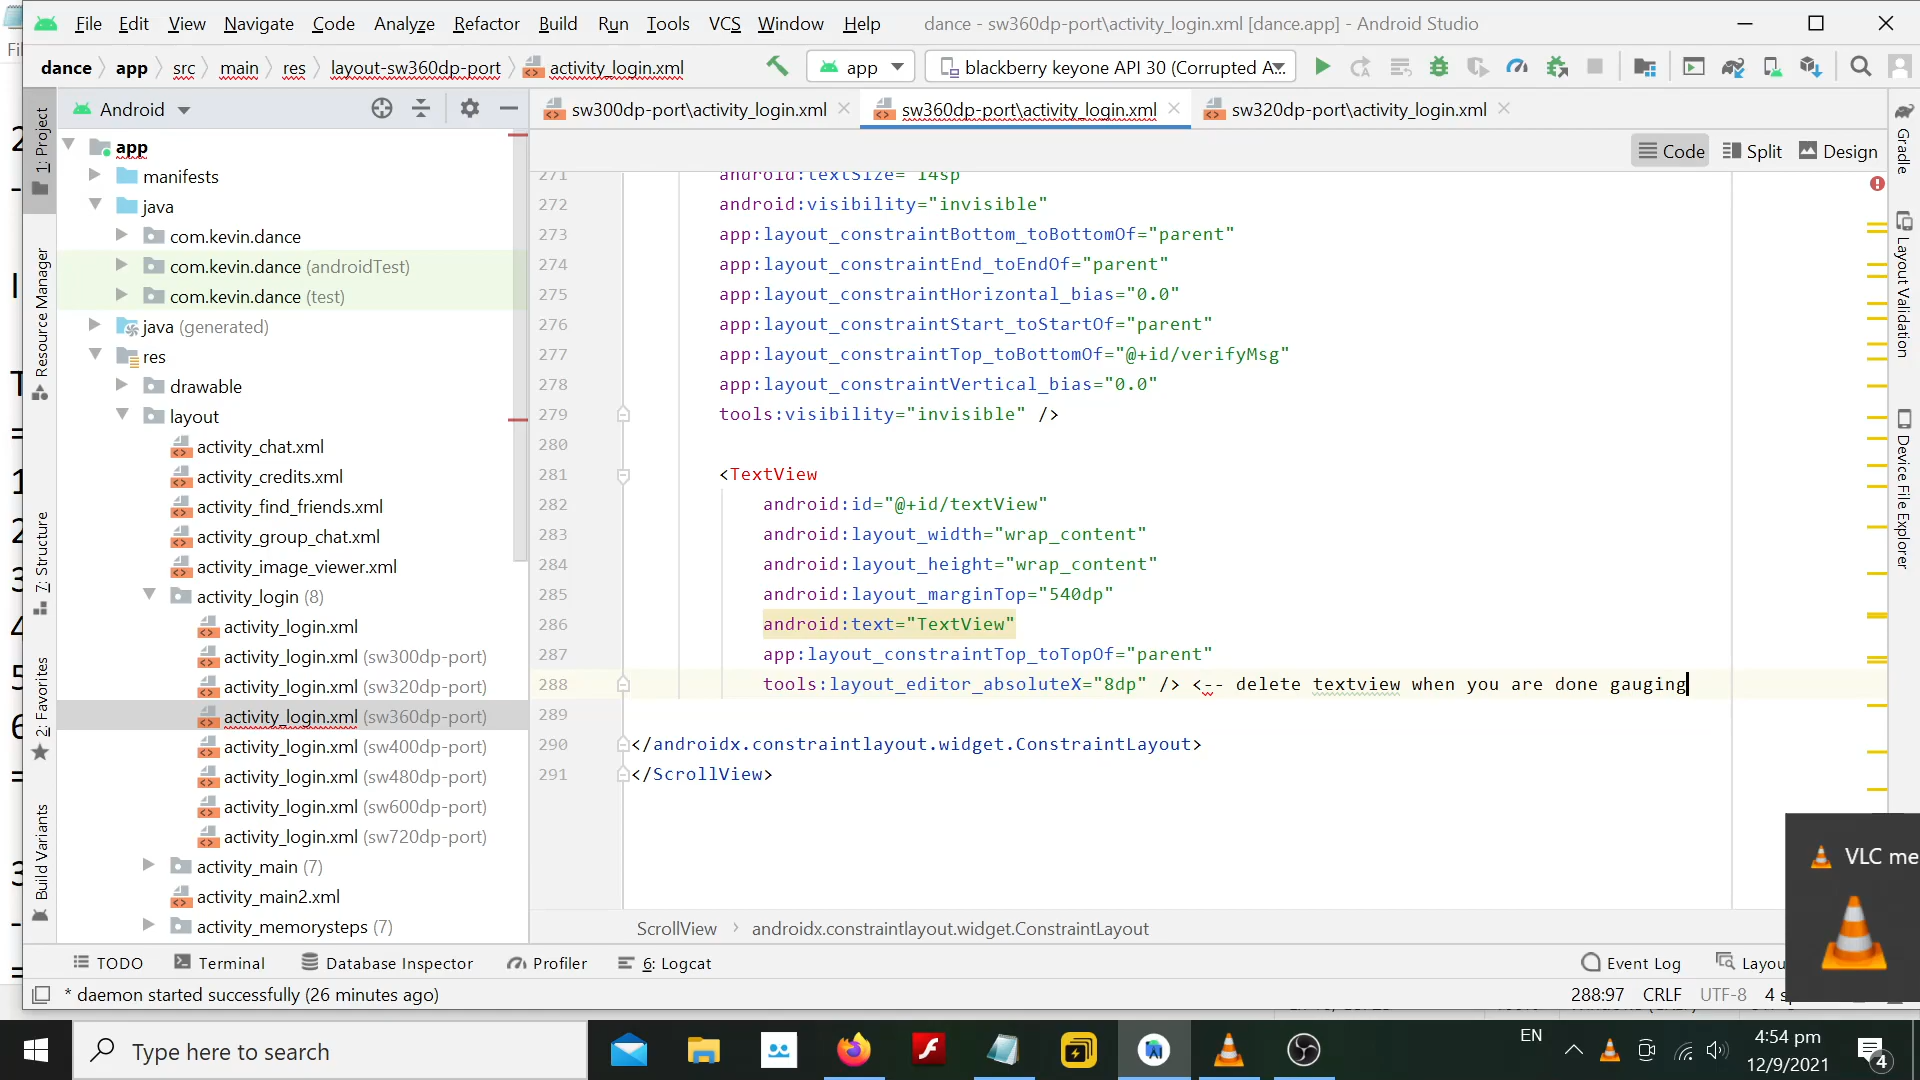 File Edit View Navigate Code Analyze Refactor Build Run Tools VCS Window Help dance - sw360dp-port\activity_login.xml [dance.app] - Android Studio
dance app src main res layout-sw360dp-port activity_login.xml app blackberry keyone API 30 (Corrupted A...
Android sw300dp-port\activity_login.xml sw360dp-port\activity_login.xml sw320dp-port\activity_login.xml
Code Split Design
1: Project
Resource Manager
7: Structure
2: Favorites
Build Variants
app
manifests
java
com.kevin.dance
com.kevin.dance (androidTest)
com.kevin.dance (test)
java (generated)
res
drawable
layout
activity_chat.xml
activity_credits.xml
activity_find_friends.xml
activity_group_chat.xml
activity_image_viewer.xml
activity_login (8)
activity_login.xml
activity_login.xml (sw300dp-port)
activity_login.xml (sw320dp-port)
activity_login.xml (sw360dp-port)
activity_login.xml (sw400dp-port)
activity_login.xml (sw480dp-port)
activity_login.xml (sw600dp-port)
activity_login.xml (sw720dp-port)
activity_main (7)
activity_main2.xml
activity_memorysteps (7)
271 android:textSize="14sp"
272 android:visibility="invisible"
273 app:layout_constraintBottom_toBottomOf="parent"
274 app:layout_constraintEnd_toEndOf="parent"
275 app:layout_constraintHorizontal_bias="0.0"
276 app:layout_constraintStart_toStartOf="parent"
277 app:layout_constraintTop_toBottomOf="@+id/verifyMsg"
278 app:layout_constraintVertical_bias="0.0"
279 tools:visibility="invisible" />
280
281 <TextView
282 android:id="@+id/textView"
283 android:layout_width="wrap_content"
284 android:layout_height="wrap_content"
285 android:layout_marginTop="540dp"
286 android:text="TextView"
287 app:layout_constraintTop_toTopOf="parent"
288 tools:layout_editor_absoluteX="8dp" /> <-- delete textview when you are done gauging
289
290 </androidx.constraintlayout.widget.ConstraintLayout>
291 </ScrollView>
ScrollView androidx.constraintlayout.widget.ConstraintLayout
Gradle
Layout Validation
Device File Explorer
VLC me
TODO Terminal Database Inspector Profiler 6: Logcat Event Log Layou
* daemon started successfully (26 minutes ago) 288:97 CRLF UTF-8 4 s
Type here to search
EN
4:54 pm
12/9/2021
4